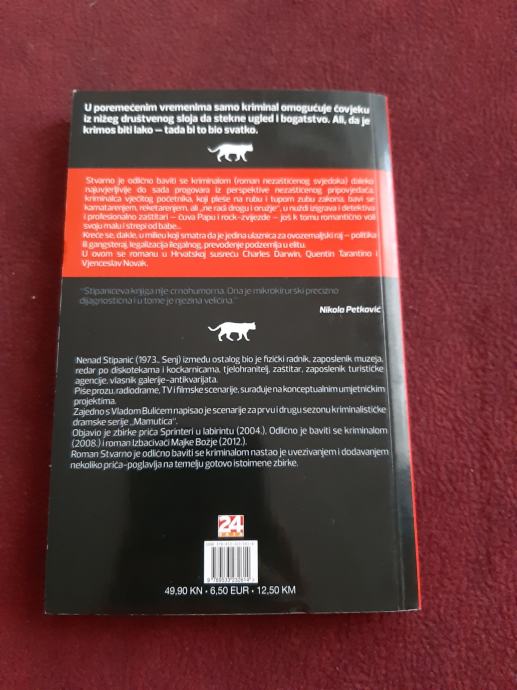 U poremećenim vremenima samo kriminal omogućuje čovjeku
iz nižeg društvenog sloja da stekne ugled i bogatstvo. Ali, da je
krimos biti lako – tada bi to bio svatko.
Stvarno je odlično baviti se kriminalom (roman nezaštićenog svjedoka) daleko
najuvjerljivije do sada progovara iz perspektive nezaštićenog pripovjedača,
kriminalca vječitog početnika, koji pleše na rubu i tupom zubu zakona, bavi se
kamatarenjem, reketarenjem, ali „ne radi drogu i oružje“, u nuždi izigrava i detektiva
i profesionalno zaštitari – čuva Papu i rock-zvijezde – još k tomu romantično voli
svoju malu i strepi od babe...
Kreće se, dakle, u milieu koji smatra da je jedina ulaznica za ovozemaljski raj – politika
ili gangsteraj, legalizacija ilegalnog, prevođenje podzemlja u elitu.
U ovom se romanu u Hrvatskoj susreću Charles Darwin, Quentin Tarantino i
Vjenceslav Novak.
"Stipanićeva knjiga nije crnohumorna. Ona je mikrokirurški precizno
dijagnostična i u tome je njezina veličina."
Nikola Petković
Nenad Stipanić (1973., Senj) između ostalog bio je fizički radnik, zaposlenik muzeja,
redar po diskotekama i kockarnicama, tjelohranitelj, zaštitar, zaposlenik turističke
agencije, vlasnik galerije-antikvarijata.
Piše prozu, radiodrame, TV i filmske scenarije, surađuje na konceptualnim umjetničkim
projektima.
Zajedno s Vladom Bulićem napisao je scenarije za prvu i drugu sezonu kriminalističke
dramske serije „Mamutica“.
Objavio je zbirke priča Sprinteri u labirintu (2004.), Odlično je baviti se kriminalom
(2008.) i roman Izbacivači Majke Božje (2012.).
Roman Stvarno je odlično baviti se kriminalom nastao je uvezivanjem i dodavanjem
nekoliko priča-poglavlja na temelju gotovo istoimene zbirke.
24
49,90 KN • 6,50 EUR • 12,50 KM